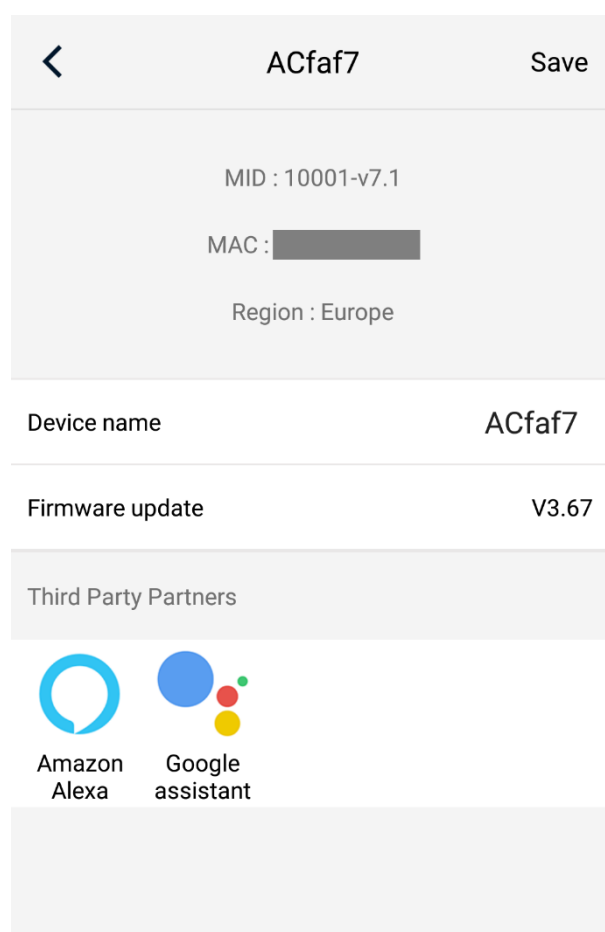 ACfaf7 Save
MID : 10001-v7.1
MAC :
Region : Europe
Device name ACfaf7
Firmware update V3.67
Third Party Partners
Amazon Alexa
Google assistant